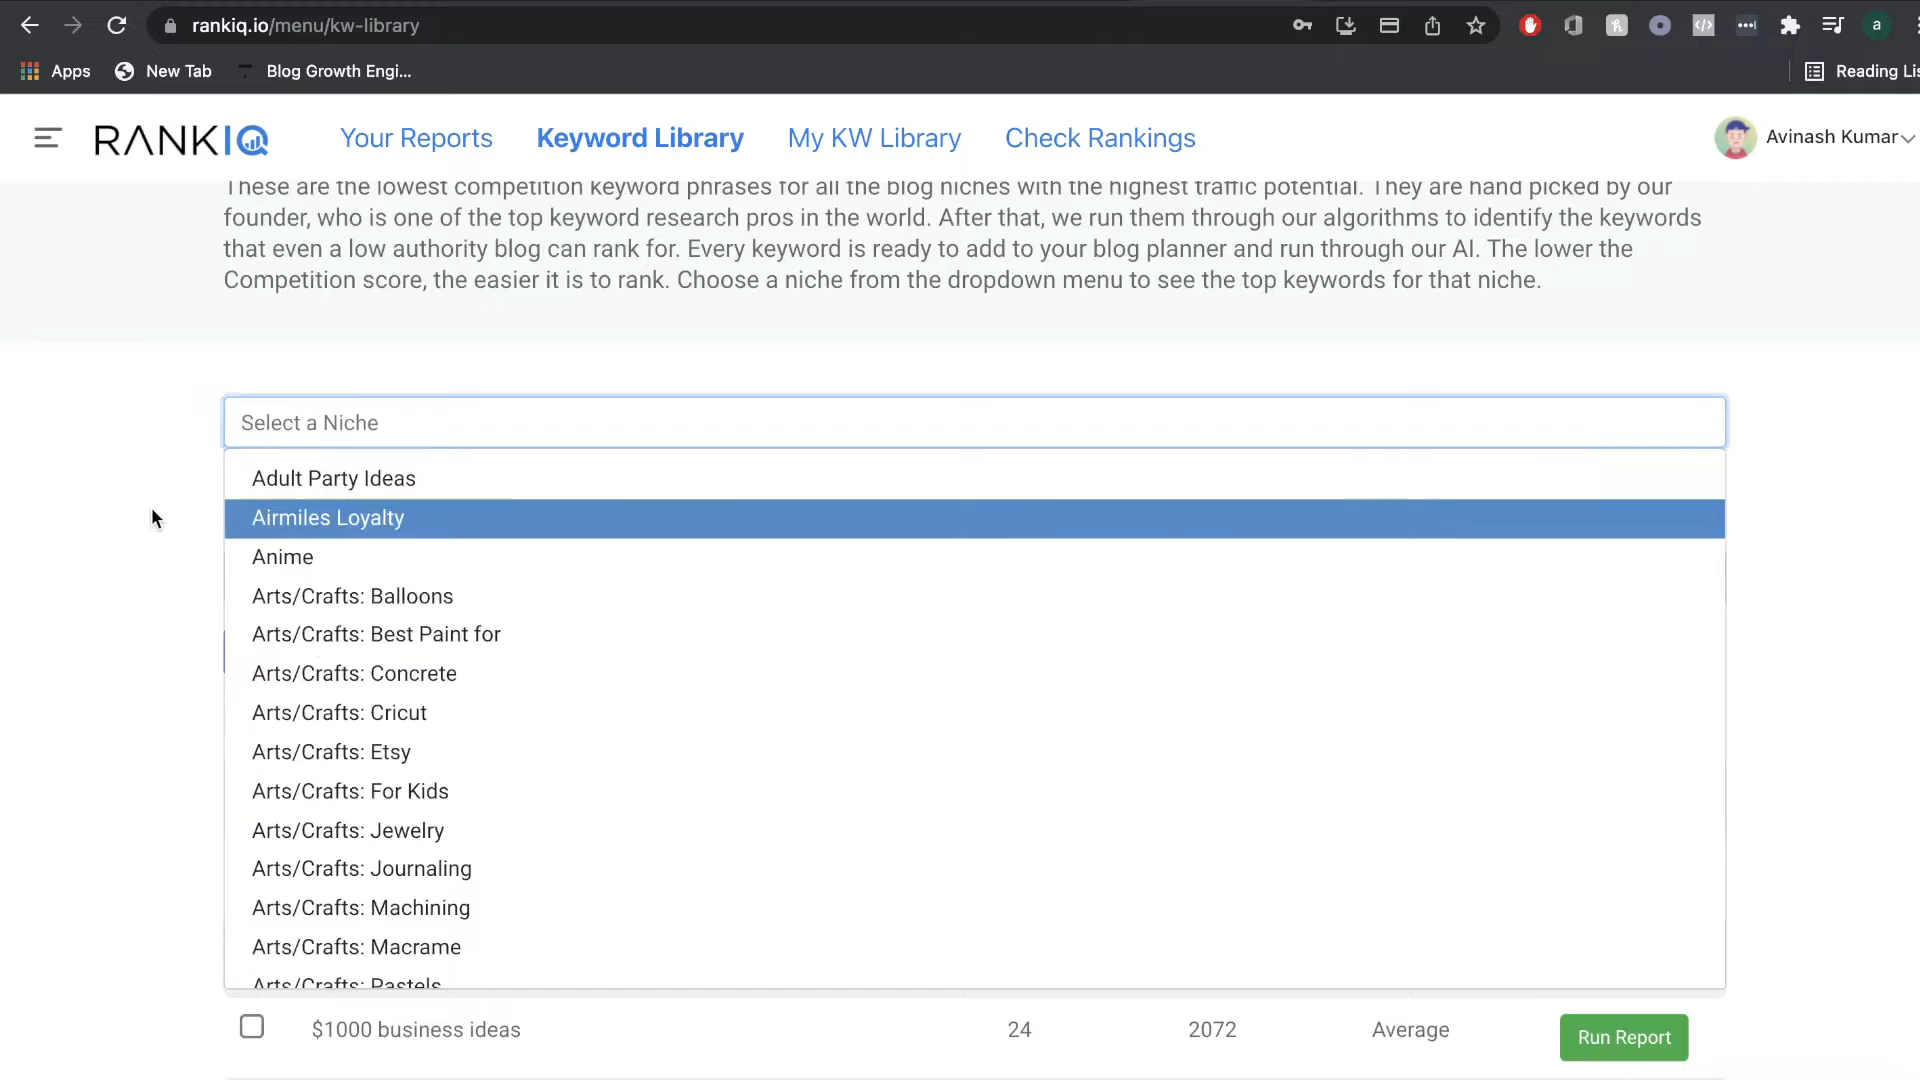 rankiq.io/menu/kw-library
a
Apps
New Tab
Blog Growth Engi...
Reading Lis
RANKIQ
Your Reports
Keyword Library
My KW Library
Check Rankings
Avinash Kumar
These are the lowest competition keyword phrases for all the blog niches with the highest traffic potential. They are hand picked by our
founder, who is one of the top keyword research pros in the world. After that, we run them through our algorithms to identify the keywords
that even a low authority blog can rank for. Every keyword is ready to add to your blog planner and run through our AI. The lower the
Competition score, the easier it is to rank. Choose a niche from the dropdown menu to see the top keywords for that niche.
Select a Niche
Adult Party Ideas
Airmiles Loyalty
Anime
Arts/Crafts: Balloons
Arts/Crafts: Best Paint for
Arts/Crafts: Concrete
Arts/Crafts: Cricut
Arts/Crafts: Etsy
Arts/Crafts: For Kids
Arts/Crafts: Jewelry
Arts/Crafts: Journaling
Arts/Crafts: Machining
Arts/Crafts: Macrame
Arts/Crafts: Pastels
$1000 business ideas 24 2072 Average Run Report